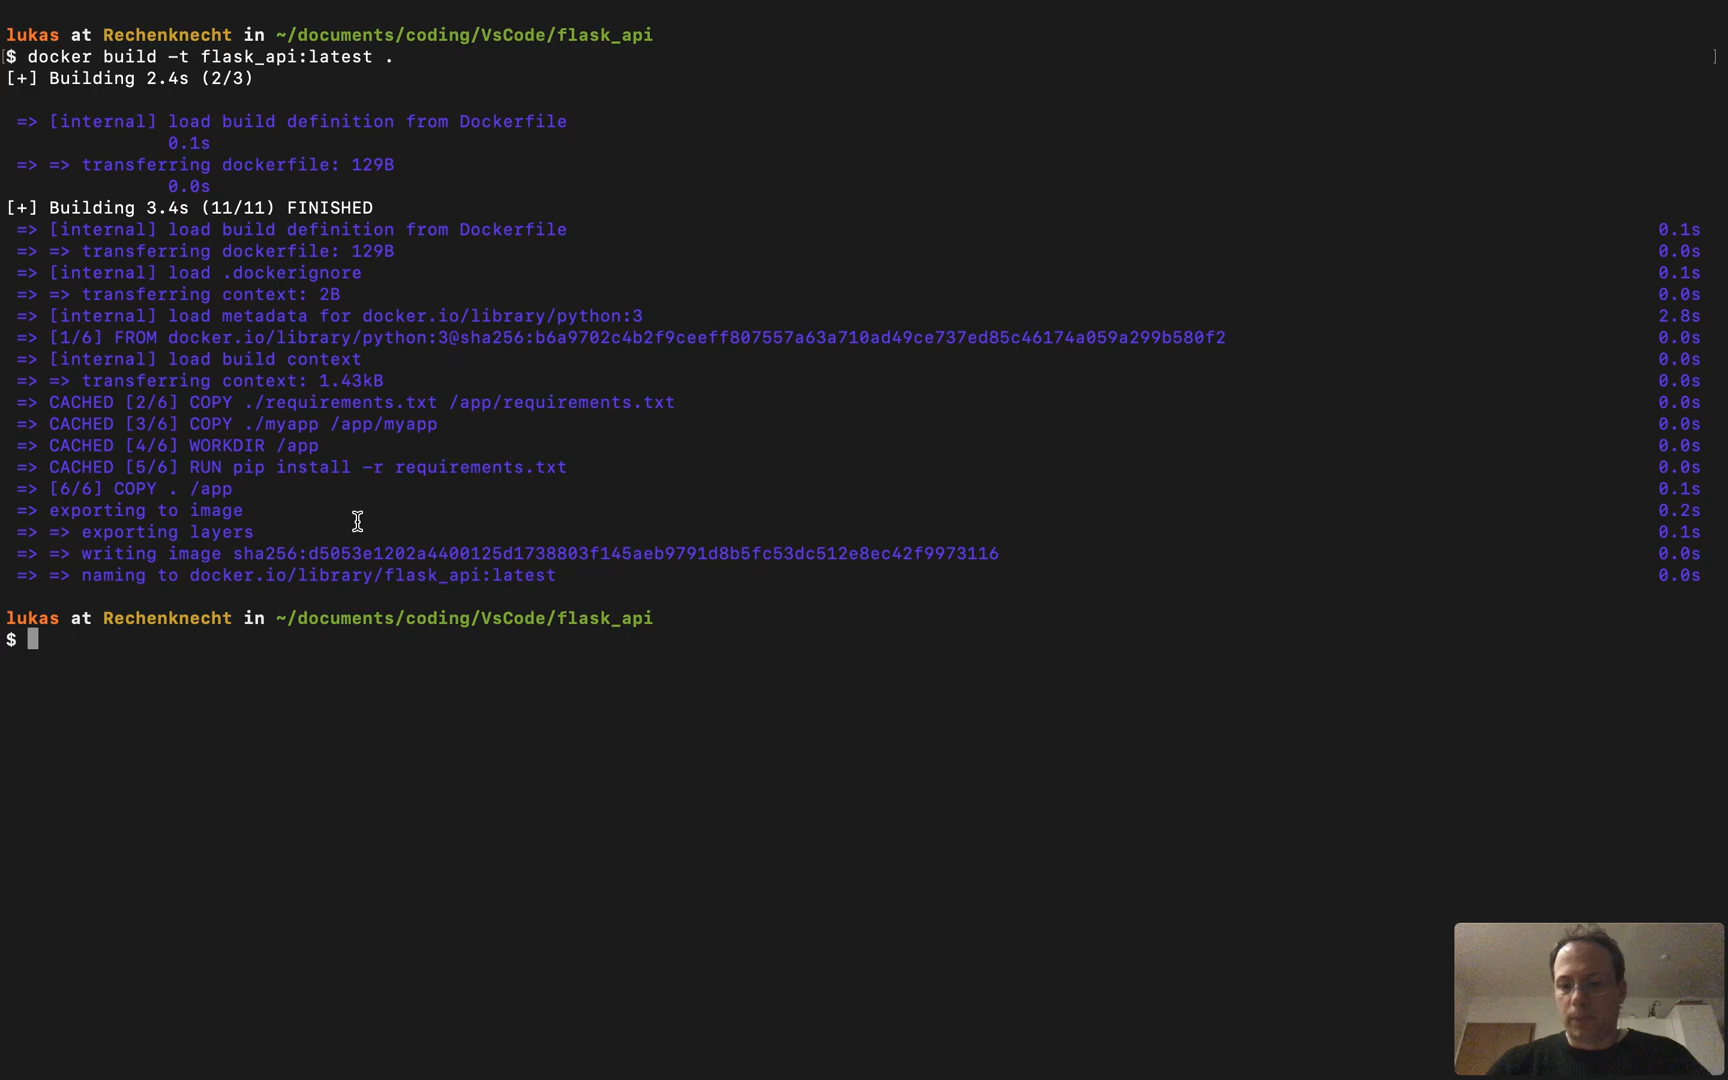 lukas at Rechenknecht in ~/documents/coding/VsCode/flask_api
[$ docker build -t flask_api:latest . ]
[+] Building 2.4s (2/3)
=> [internal] load build definition from Dockerfile
0.1s
=> => transferring dockerfile: 129B
0.0s
[+] Building 3.4s (11/11) FINISHED
=> [internal] load build definition from Dockerfile 0.1s
=> => transferring dockerfile: 129B 0.0s
=> [internal] load .dockerignore 0.1s
=> => transferring context: 2B 0.0s
=> [internal] load metadata for docker.io/library/python:3 2.8s
=> [1/6] FROM docker.io/library/python:3@sha256:b6a9702c4b2f9ceeff807557a63a710ad49ce737ed85c46174a059a299b580f2 0.0s
=> [internal] load build context 0.0s
=> => transferring context: 1.43kB 0.0s
=> CACHED [2/6] COPY ./requirements.txt /app/requirements.txt 0.0s
=> CACHED [3/6] COPY ./myapp /app/myapp 0.0s
=> CACHED [4/6] WORKDIR /app 0.0s
=> CACHED [5/6] RUN pip install -r requirements.txt 0.0s
=> [6/6] COPY . /app 0.1s
=> exporting to image 0.2s
=> => exporting layers 0.1s
=> => writing image sha256:d5053e1202a4400125d1738803f145aeb9791d8b5fc53dc512e8ec42f9973116 0.0s
=> => naming to docker.io/library/flask_api:latest 0.0s
lukas at Rechenknecht in ~/documents/coding/VsCode/flask_api
$